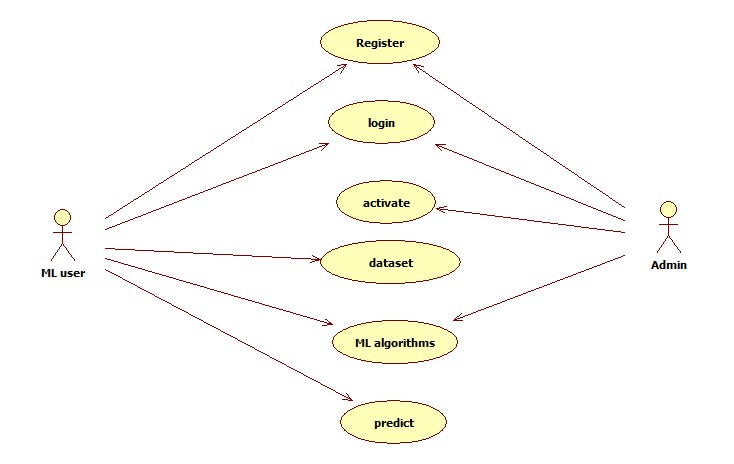 Register
login
activate
ML user
Admin
dataset
ML algorithms
predict